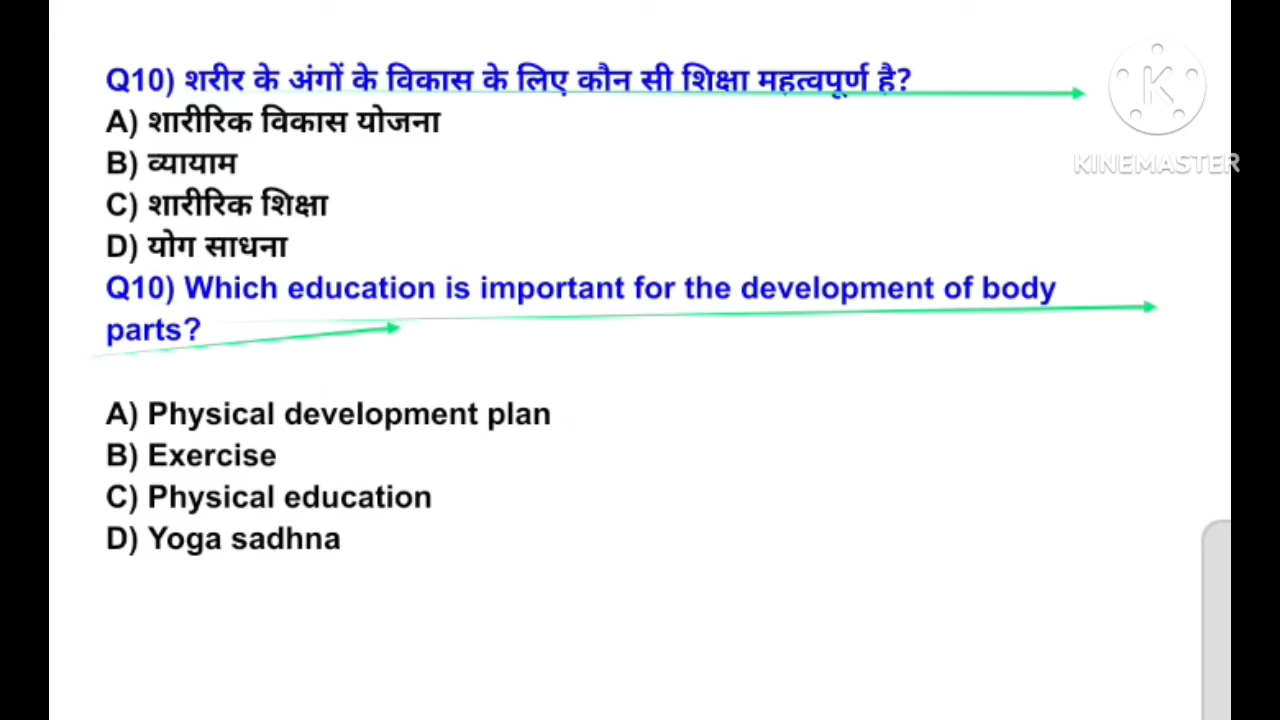 Q10) शरीर के अंगों के विकास के लिए कौन सी शिक्षा महत्वपूर्ण है?
A) शारीरिक विकास योजना
B) व्यायाम
C) शारीरिक शिक्षा
D) योग साधना
Q10) Which education is important for the development of body
parts?
A) Physical development plan
B) Exercise
C) Physical education
D) Yoga sadhna
K
KINEMASTER